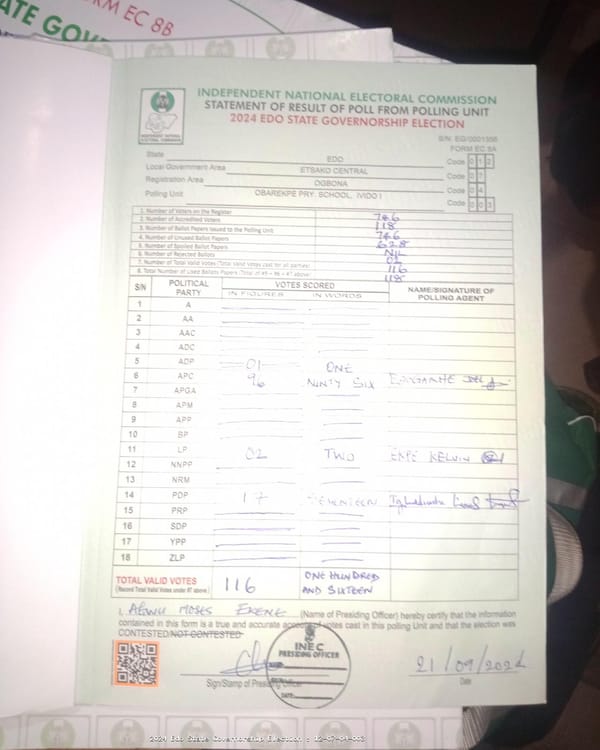 RM EC 8B
ATE GOV
INDEPENDENT NATIONAL ELECTORAL COMMISSION
STATEMENT OF RESULT OF POLL FROM POLLING UNIT
2024 EDO STATE GOVERNORSHIP ELECTION
INDEPENDENT NATIONAL ELECTORAL COMMISSION
S/N: EG/0001356
FORM EC 8A
State EDO Code 0 1 2
Local Government Area ETSAKO CENTRAL Code 0 7
Registration Area OGBONA Code 0 4
Polling Unit OBAREKPE PRY. SCHOOL, IVIDO I Code 0 0 3
1. Number of Voters on the Register 746
2. Number of Accredited Voters 118
3. Number of Ballot Papers Issued to the Polling Unit 746
4. Number of Unused Ballot Papers 628
5. Number of Spoiled Ballot Papers NIL
6. Number of Rejected Ballots 02
7. Number of Total Valid Votes (Total Valid Votes cast for all parties) 116
8. Total Number of Used Ballots Papers (Total of #5 + #6 + #7 above) 118
S/N POLITICAL PARTY VOTES SCORED NAME/SIGNATURE OF POLLING AGENT
IN FIGURES IN WORDS
1 A
2 AA
3 AAC
4 ADC
5 ADP 01 ONE
6 APC 96 NINTY SIX
7 APGA
8 APM
9 APP
10 BP
11 LP 02 TWO EKPE KELVIN
12 NNPP
13 NRM
14 PDP 17 SEVENTEEN
15 PRP
16 SDP
17 YPP
18 ZLP
TOTAL VALID VOTES 116 ONE HUNDRED
(Record Total Valid Votes under #7 above) AND SIXTEEN
I, MOSES (Name of Presiding Officer) hereby certify that the information
contained in this form is a true and accurate account of votes cast in this polling Unit and that the election was
CONTESTED/NOT CONTESTED
INEC
PRESIDING OFFICER
DATE
Sign/Stamp of Presiding Officer
21/09/2024
Date
2024 Edo State Governorship Election : 12-07-04-003